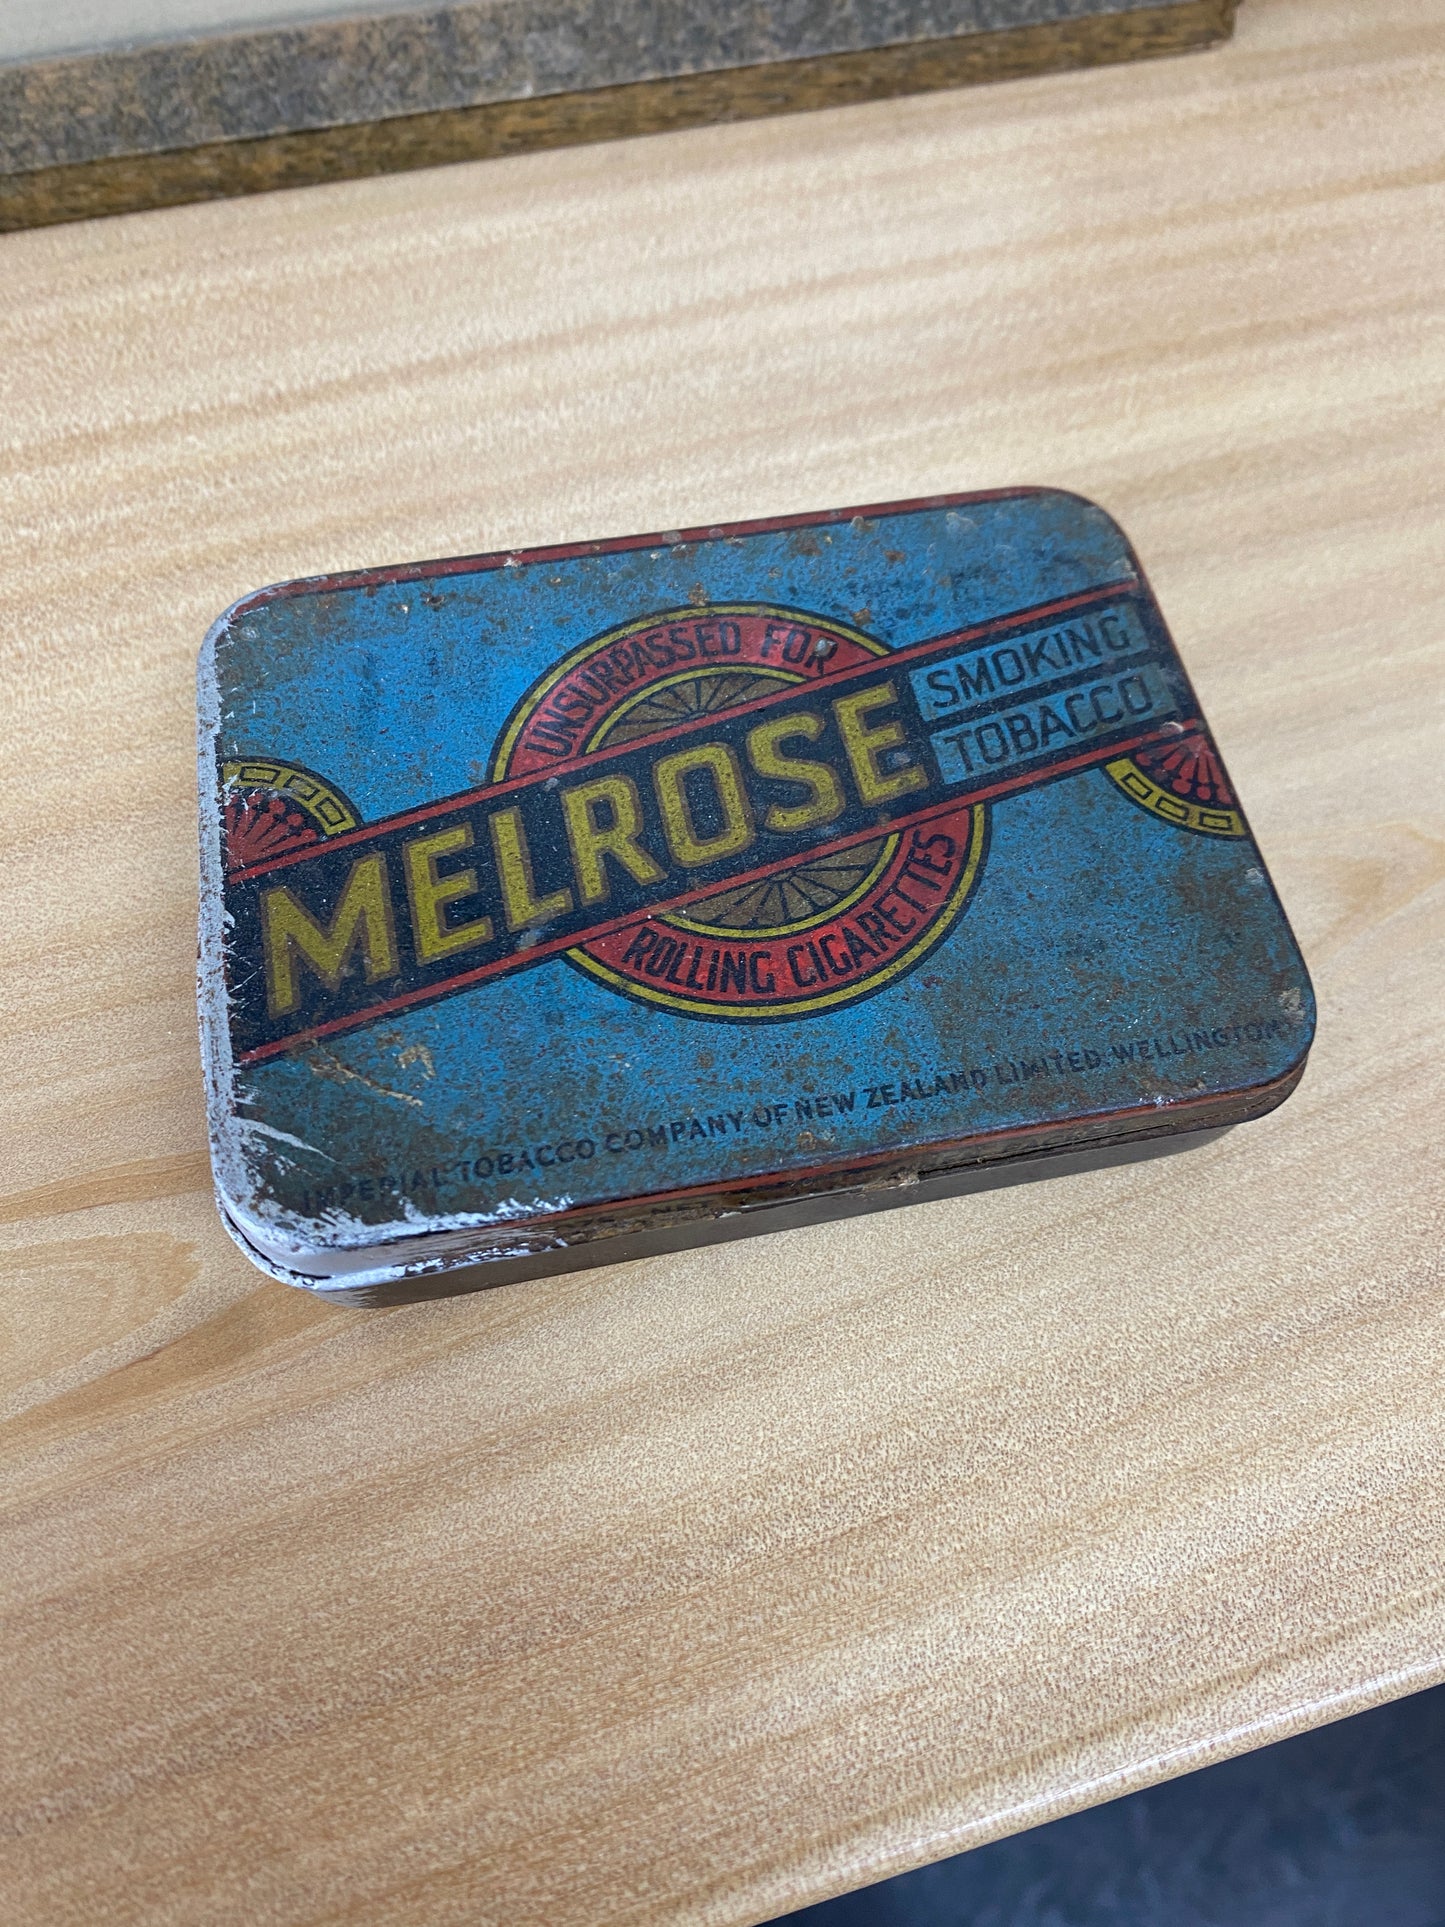 UNSURPASSED FOR
MELROSE
SMOKING
TOBACCO
ROLLING CIGARETTES
IMPERIAL TOBACCO COMPANY OF NEW ZEALAND LIMITED. WELLINGTON